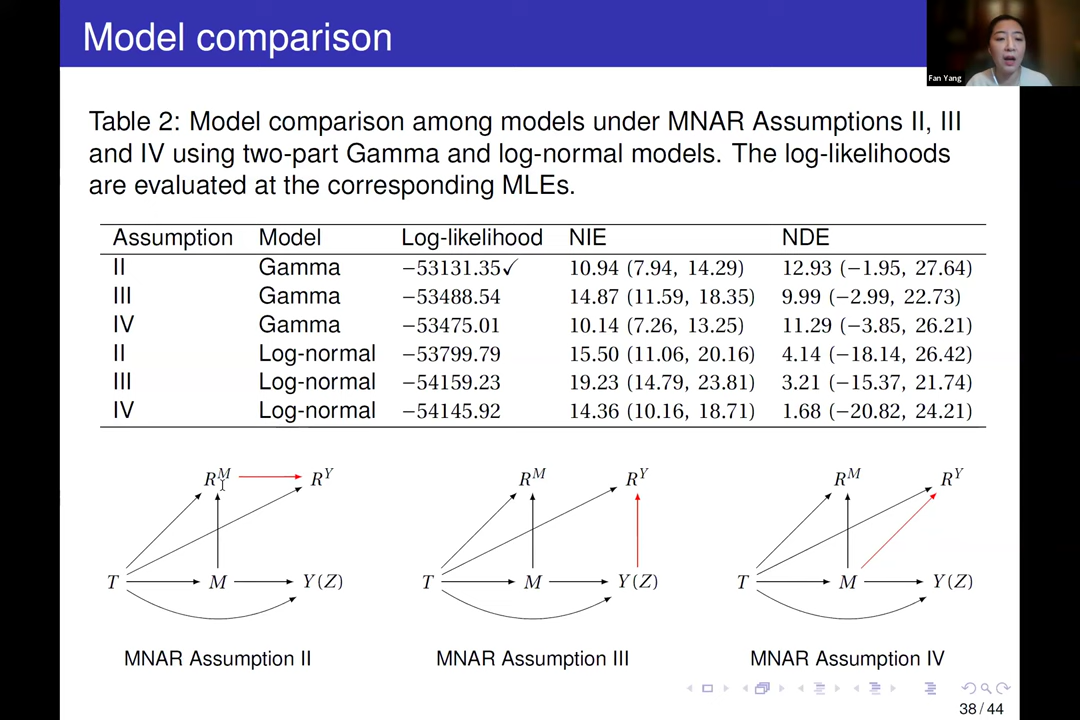 Model comparison
Fan Yang
Table 2: Model comparison among models under MNAR Assumptions II, III
and IV using two-part Gamma and log-normal models. The log-likelihoods
are evaluated at the corresponding MLEs.
Assumption Model Log-likelihood NIE NDE
II Gamma −53131.35✓ 10.94 (7.94, 14.29) 12.93 (−1.95, 27.64)
III Gamma −53488.54 14.87 (11.59, 18.35) 9.99 (−2.99, 22.73)
IV Gamma −53475.01 10.14 (7.26, 13.25) 11.29 (−3.85, 26.21)
II Log-normal −53799.79 15.50 (11.06, 20.16) 4.14 (−18.14, 26.42)
III Log-normal −54159.23 19.23 (14.79, 23.81) 3.21 (−15.37, 21.74)
IV Log-normal −54145.92 14.36 (10.16, 18.71) 1.68 (−20.82, 24.21)
R^M R^Y R^M R^Y R^M R^Y
T M Y(Z) T M Y(Z) T M Y(Z)
MNAR Assumption II MNAR Assumption III MNAR Assumption IV
38 / 44